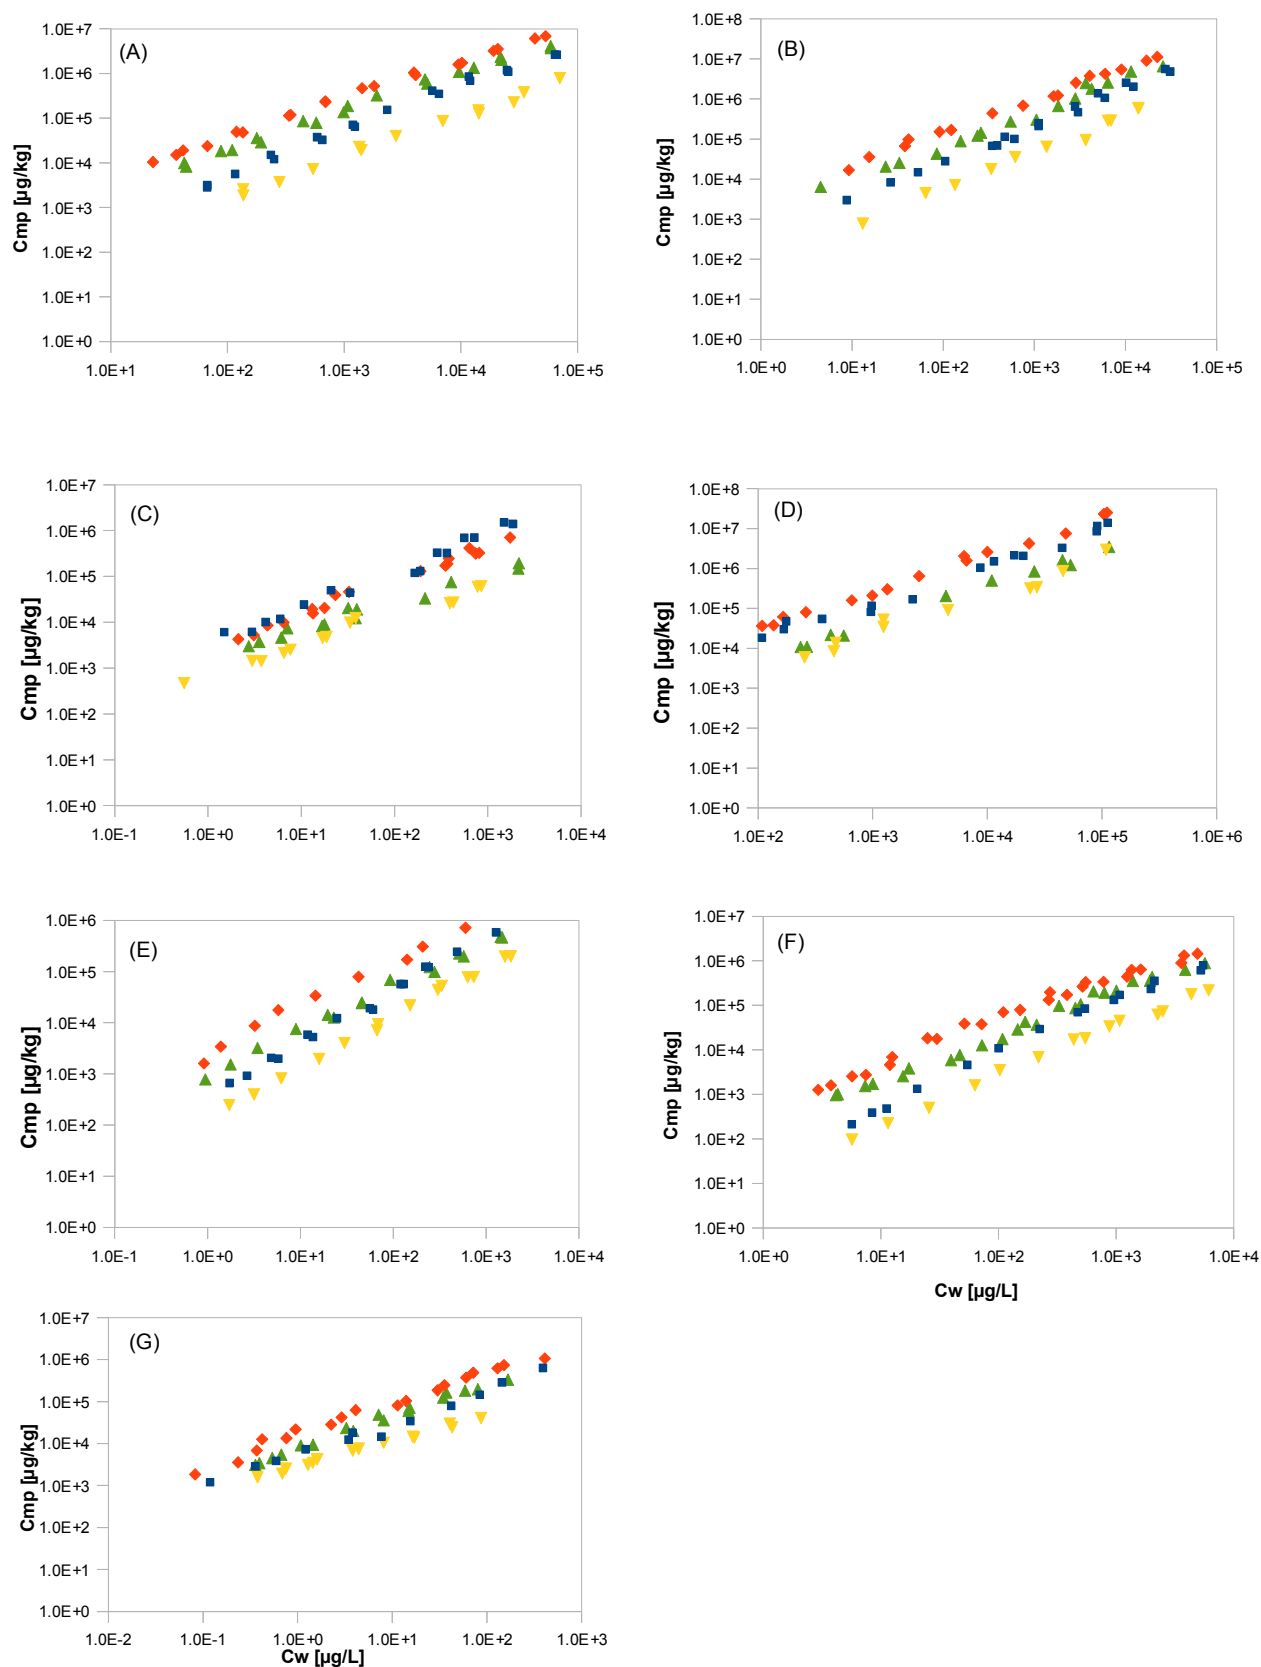 (A)
Cmp [µg/kg]
1.0E+7
1.0E+6
1.0E+5
1.0E+4
1.0E+3
1.0E+2
1.0E+1
1.0E+0
1.0E+1 1.0E+2 1.0E+3 1.0E+4 1.0E+5
(B)
Cmp [µg/kg]
1.0E+8
1.0E+7
1.0E+6
1.0E+5
1.0E+4
1.0E+3
1.0E+2
1.0E+1
1.0E+0
1.0E+0 1.0E+1 1.0E+2 1.0E+3 1.0E+4 1.0E+5
(C)
Cmp [µg/kg]
1.0E+7
1.0E+6
1.0E+5
1.0E+4
1.0E+3
1.0E+2
1.0E+1
1.0E+0
1.0E-1 1.0E+0 1.0E+1 1.0E+2 1.0E+3 1.0E+4
(D)
Cmp [µg/kg]
1.0E+8
1.0E+7
1.0E+6
1.0E+5
1.0E+4
1.0E+3
1.0E+2
1.0E+1
1.0E+0
1.0E+2 1.0E+3 1.0E+4 1.0E+5 1.0E+6
(E)
Cmp [µg/kg]
1.0E+6
1.0E+5
1.0E+4
1.0E+3
1.0E+2
1.0E+1
1.0E+0
1.0E-1 1.0E+0 1.0E+1 1.0E+2 1.0E+3 1.0E+4
(F)
Cmp [µg/kg]
1.0E+7
1.0E+6
1.0E+5
1.0E+4
1.0E+3
1.0E+2
1.0E+1
1.0E+0
1.0E+0 1.0E+1 1.0E+2 1.0E+3 1.0E+4
Cw [µg/L]
(G)
Cmp [µg/kg]
1.0E+7
1.0E+6
1.0E+5
1.0E+4
1.0E+3
1.0E+2
1.0E+1
1.0E+0
1.0E-2 1.0E-1 1.0E+0 1.0E+1 1.0E+2 1.0E+3
Cw [µg/L]